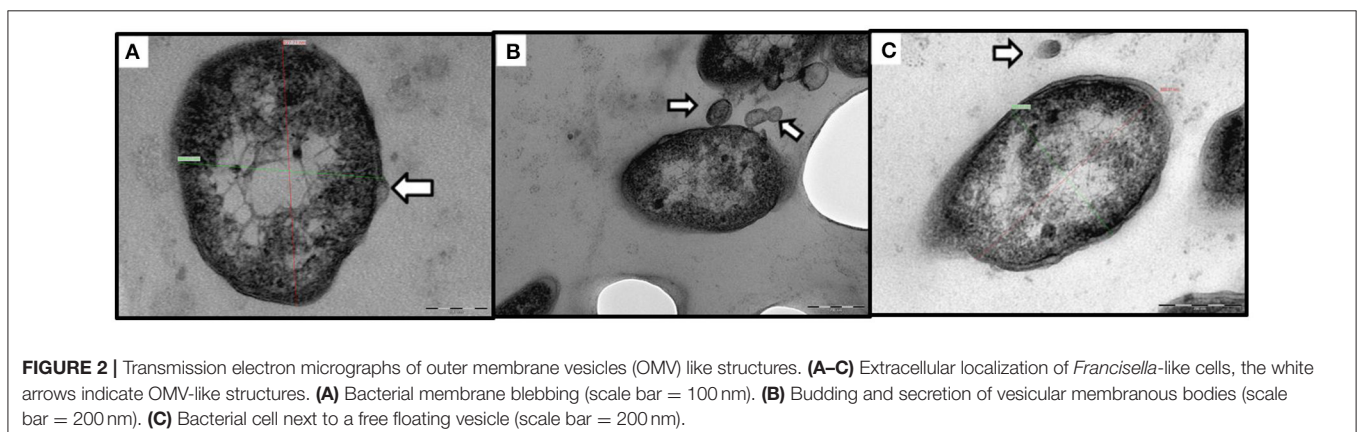 A
B
C
FIGURE 2 | Transmission electron micrographs of outer membrane vesicles (OMV) like structures. (A–C) Extracellular localization of Francisella-like cells, the white
arrows indicate OMV-like structures. (A) Bacterial membrane blebbing (scale bar = 100 nm). (B) Budding and secretion of vesicular membranous bodies (scale
bar = 200 nm). (C) Bacterial cell next to a free floating vesicle (scale bar = 200 nm).